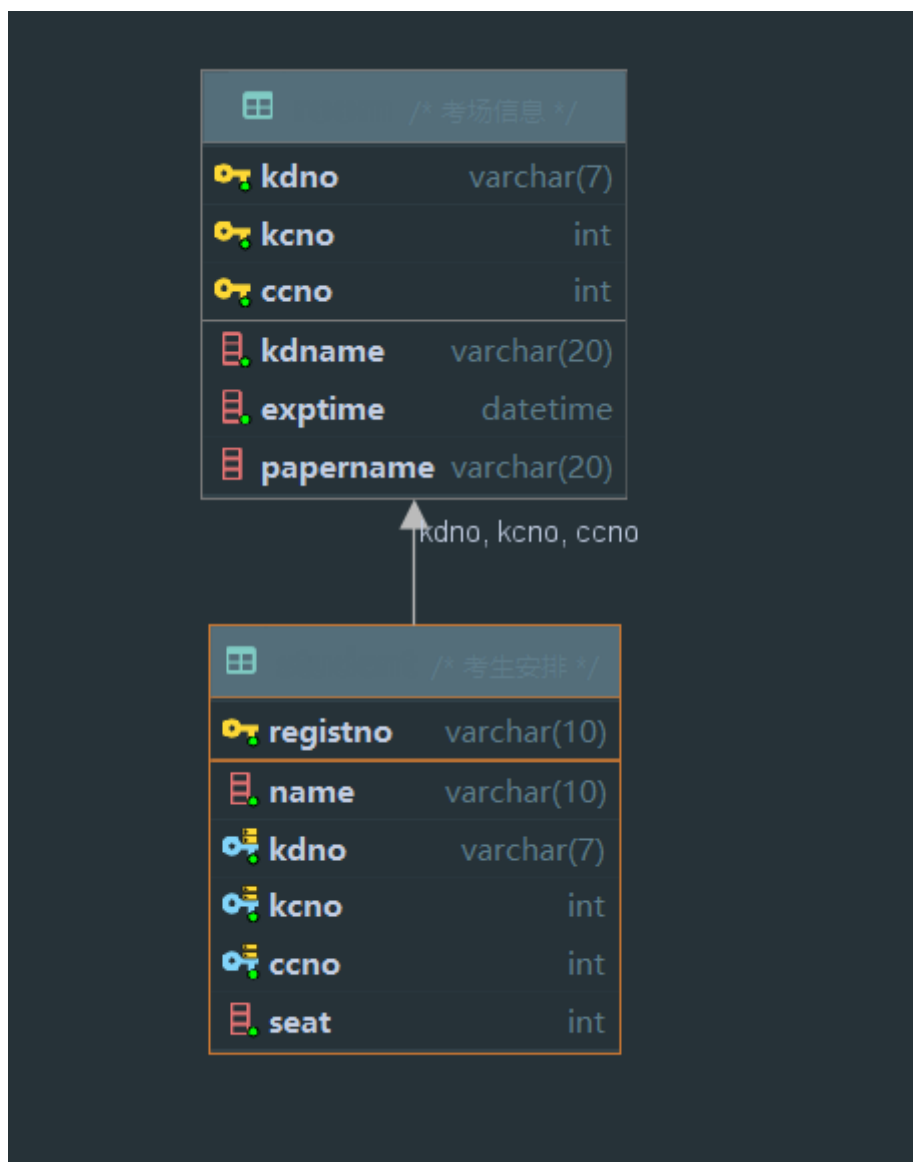 /* 考场信息 */
kdno varchar(7)
kcno int
ccno int
kdname varchar(20)
exptime datetime
papername varchar(20)
kdno, kcno, ccno
/* 考生安排 */
registno varchar(10)
name varchar(10)
kdno varchar(7)
kcno int
ccno int
seat int